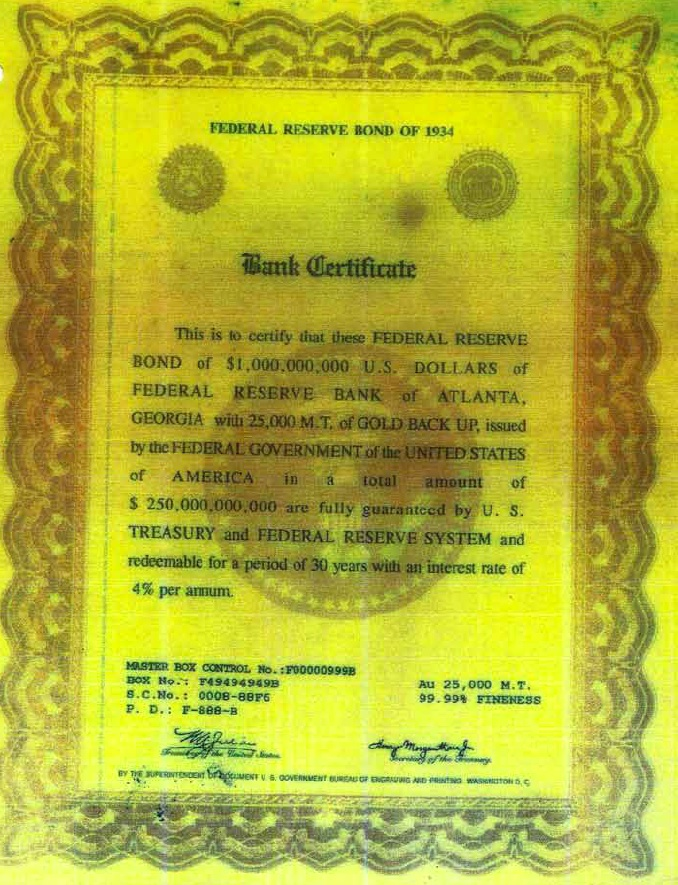 FEDERAL RESERVE BOND OF 1934
Bank Certificate
This is to certify that these FEDERAL RESERVE
BOND of $1,000,000,000 U.S. DOLLARS of
FEDERAL RESERVE BANK of ATLANTA,
GEORGIA with 25,000 M.T. of GOLD BACK UP, issued
by the FEDERAL GOVERNMENT of the UNITED STATES
of AMERICA in a total amount of
$ 250,000,000,000 are fully guaranteed by U. S.
TREASURY and FEDERAL RESERVE SYSTEM and
redeemable for a period of 30 years with an interest rate of
4% per annum.
MASTER BOX CONTROL No.:F00000999B
BOX No.: F49494949B
S.C.No.: 0008-88F6
P. D.: F-888-B
Au 25,000 M.T.
99.99% FINENESS
of the United States.
Secretary of the Treasury.
BY THE SUPERINTENDENT OF DOCUMENT U. S. GOVERNMENT BUREAU OF ENGRAVING AND PRINTING WASHINGTON D. C.